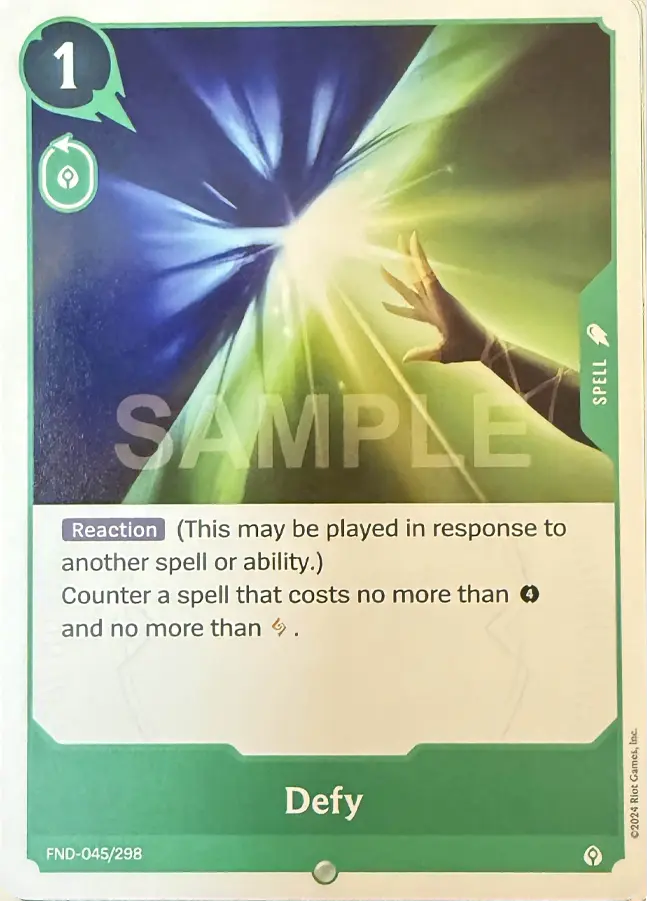 1
SPELL
SAMPLE
Reaction (This may be played in response to
another spell or ability.)
Counter a spell that costs no more than 4
and no more than .
Defy
FND-045/298
©2024 Riot Games, Inc.